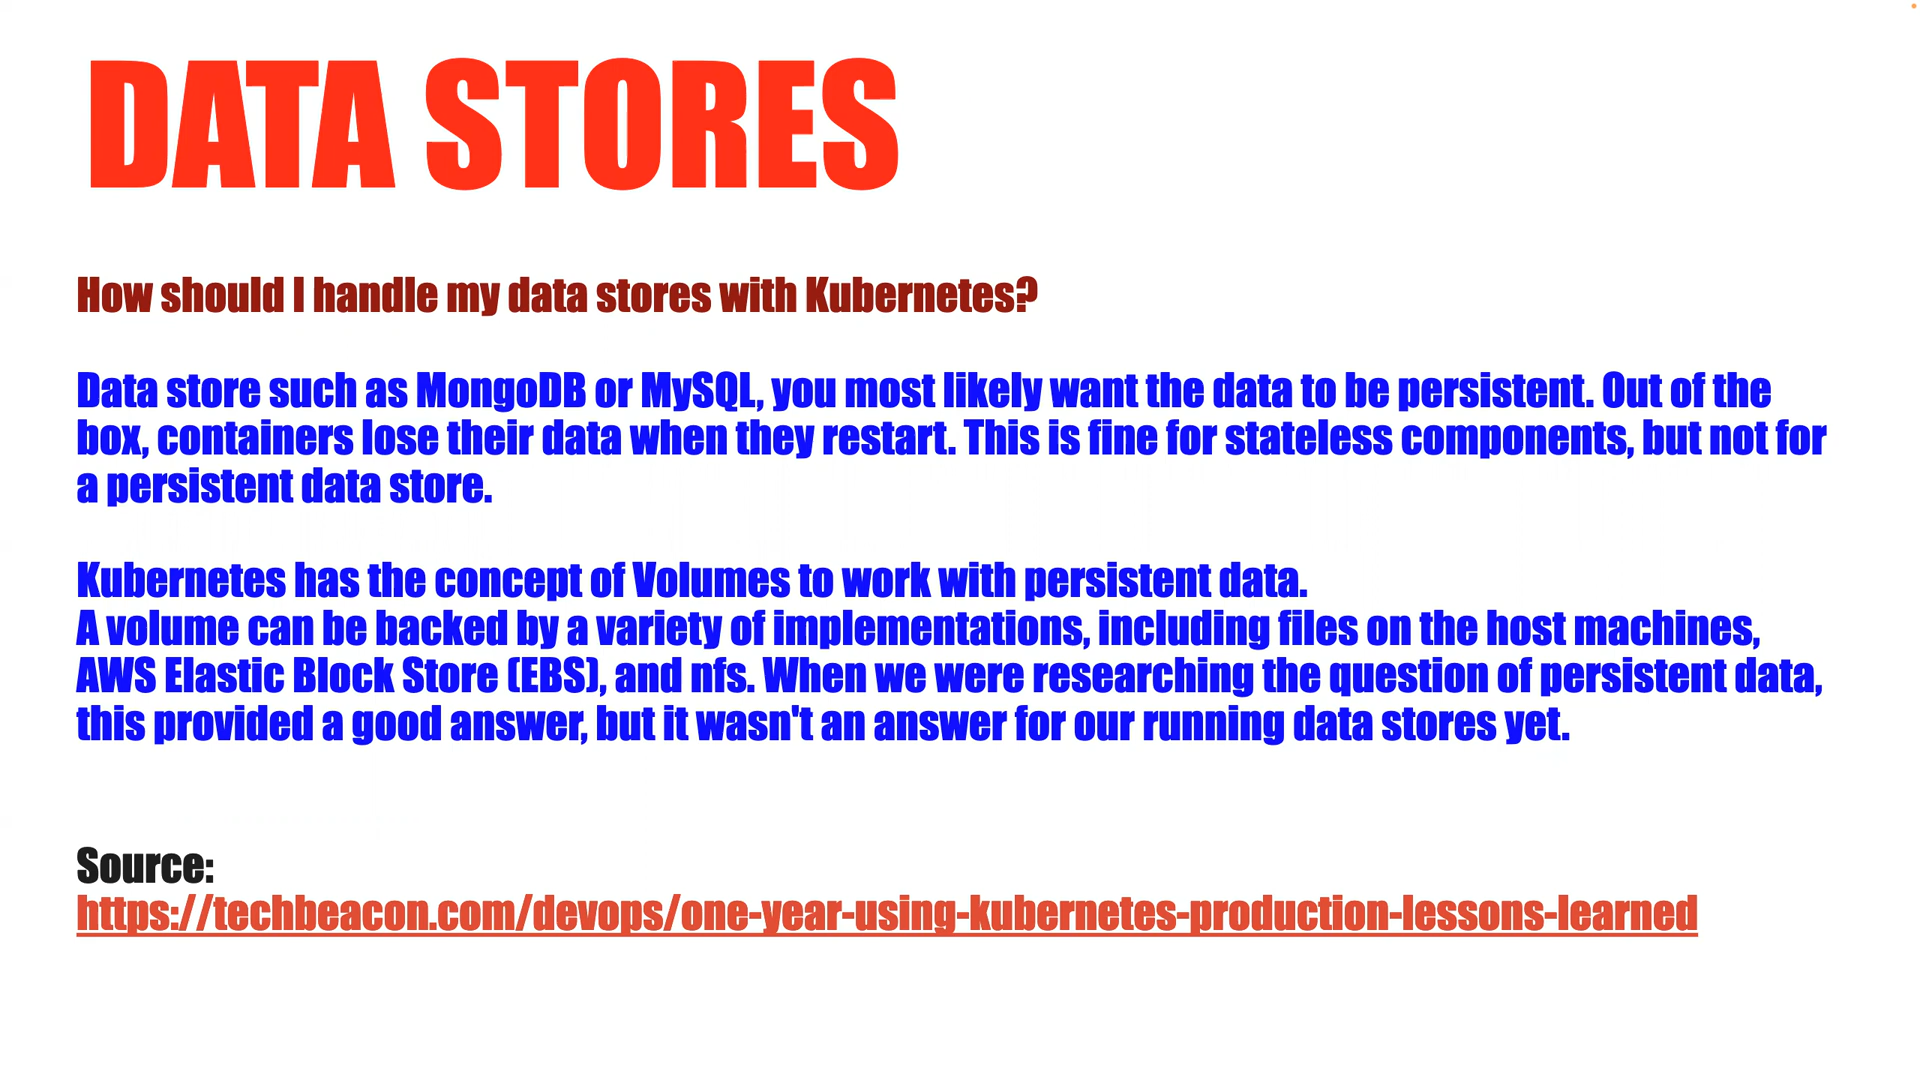 DATA STORES
How should I handle my data stores with Kubernetes?
Data store such as MongoDB or MySQL, you most likely want the data to be persistent. Out of the
box, containers lose their data when they restart. This is fine for stateless components, but not for
a persistent data store.
Kubernetes has the concept of Volumes to work with persistent data.
A volume can be backed by a variety of implementations, including files on the host machines,
AWS Elastic Block Store (EBS), and nfs. When we were researching the question of persistent data,
this provided a good answer, but it wasn't an answer for our running data stores yet.
Source:
https://techbeacon.com/devops/one-year-using-kubernetes-production-lessons-learned